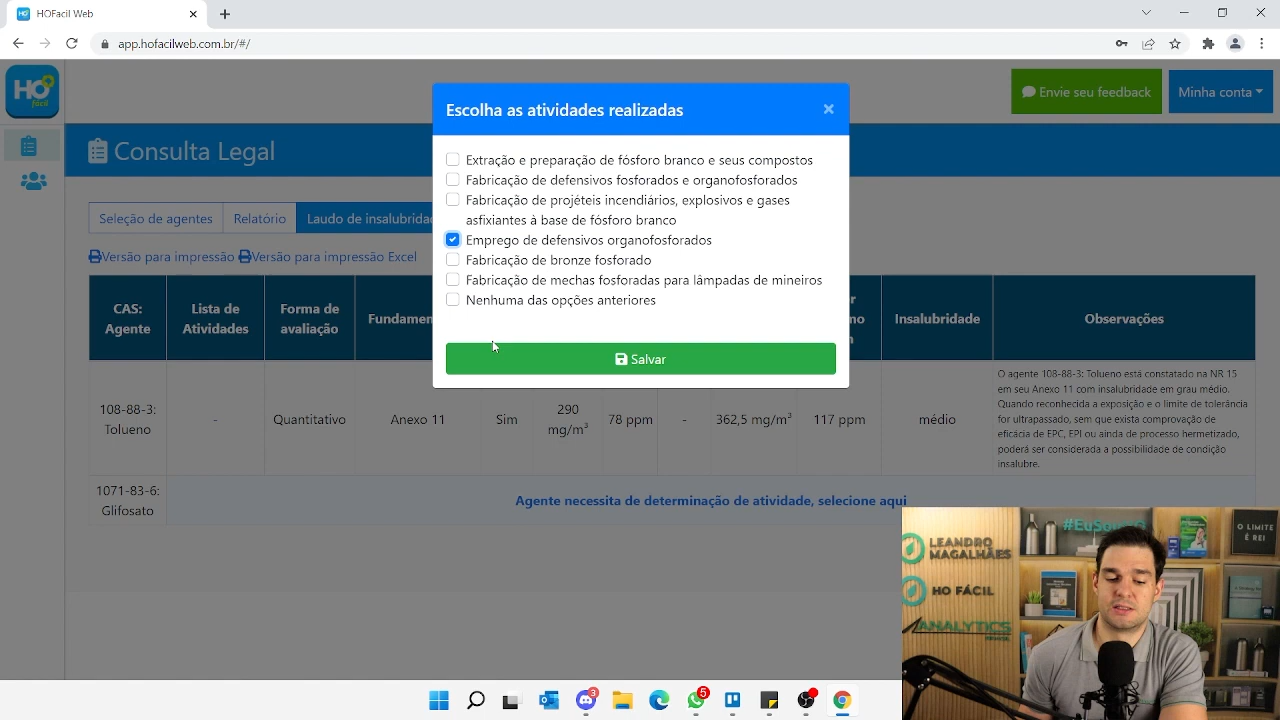 HOFacil Web
app.hofacilweb.com.br/#/
HO
fácil
Envie seu feedback
Minha conta
Consulta Legal
Seleção de agentes
Relatório
Laudo de insalubridad
Versão para impressão
Versão para impressão Excel
Escolha as atividades realizadas
Extração e preparação de fósforo branco e seus compostos
Fabricação de defensivos fosforados e organofosforados
Fabricação de projéteis incendiários, explosivos e gases
asfixiantes à base de fósforo branco
Emprego de defensivos organofosforados
Fabricação de bronze fosforado
Fabricação de mechas fosforadas para lâmpadas de mineiros
Nenhuma das opções anteriores
Salvar
CAS:
Agente
Lista de
Atividades
Forma de
avaliação
Fundamen
Insalubridade
Observações
108-88-3:
Tolueno
-
Quantitativo
Anexo 11
Sim
290
mg/m³
78 ppm
-
362,5 mg/m³
117 ppm
médio
O agente 108-88-3: Tolueno está constatado na NR 15
em seu Anexo 11 com insalubridade em grau médio.
Quando reconhecida a exposição e o limite de tolerância
for ultrapassado, sem que exista comprovação de
eficácia de EPC, EPI ou ainda de processo hermetizado,
poderá ser considerada a possibilidade de condição
insalubre.
1071-83-6:
Glifosato
Agente necessita de determinação de atividade, selecione aqui
LEANDRO
MAGALHÃES
HO FÁCIL
ANALYTICS
O LIMITE
É REI
3
5